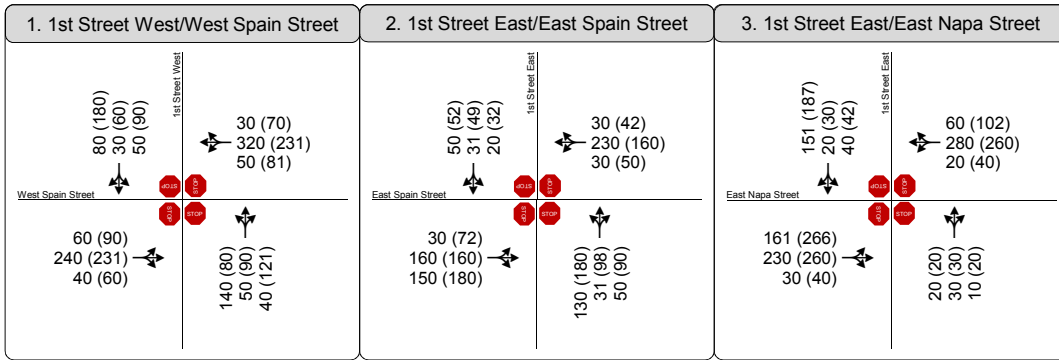 1. 1st Street West/West Spain Street
1st Street West
80 (180)
30 (60)
50 (90)
30 (70)
320 (231)
50 (81)
STOP
STOP
STOP
STOP
West Spain Street
60 (90)
240 (231)
40 (60)
140 (80)
50 (90)
40 (121)
2. 1st Street East/East Spain Street
1st Street East
50 (52)
31 (49)
20 (32)
30 (42)
230 (160)
30 (50)
STOP
STOP
STOP
STOP
East Spain Street
30 (72)
160 (160)
150 (180)
130 (180)
31 (98)
50 (90)
3. 1st Street East/East Napa Street
1st Street East
151 (187)
20 (30)
40 (42)
60 (102)
280 (260)
20 (40)
STOP
STOP
STOP
STOP
East Napa Street
161 (266)
230 (260)
30 (40)
20 (20)
30 (30)
10 (20)